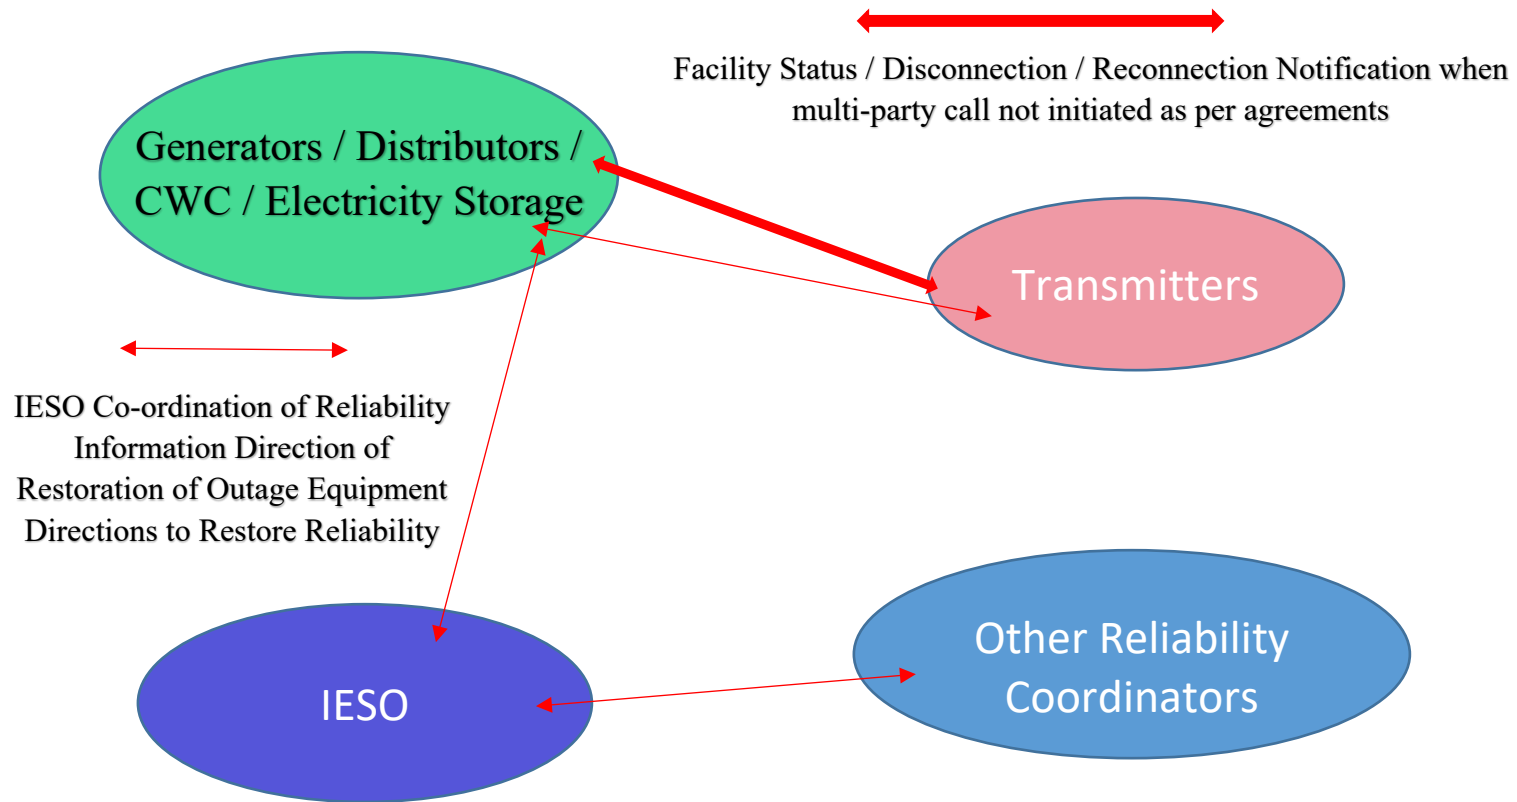 Facility Status / Disconnection / Reconnection Notification when
multi-party call not initiated as per agreements
Generators / Distributors /
CWC / Electricity Storage
Transmitters
IESO Co-ordination of Reliability
Information Direction of
Restoration of Outage Equipment
Directions to Restore Reliability
IESO
Other Reliability
Coordinators